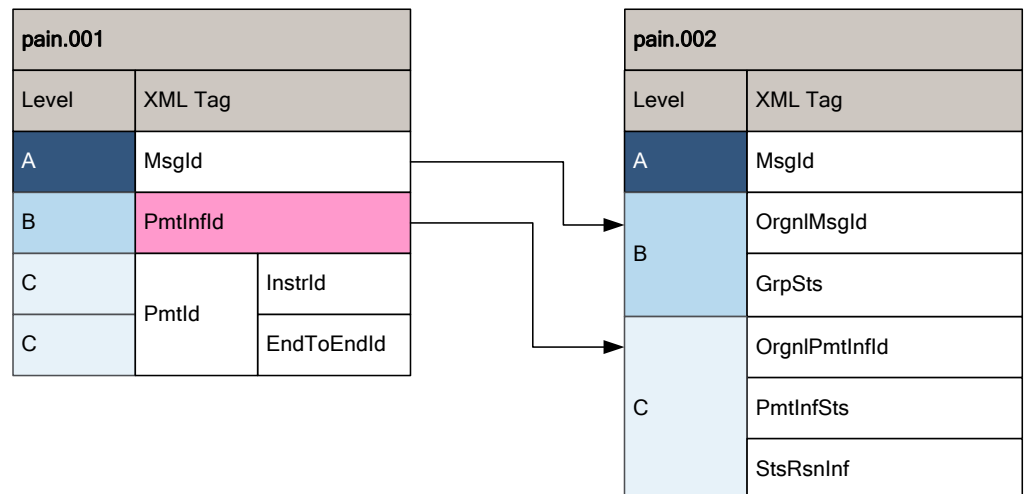 pain.001
Level XML Tag
A MsgId
B PmtInfId
C InstrId
PmtId
C EndToEndId
pain.002
Level XML Tag
A MsgId
B
OrgnlMsgId
GrpSts
C
OrgnlPmtInfId
PmtInfSts
StsRsnInf